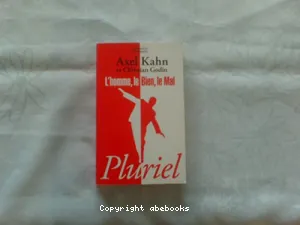 Axel Kahn
et Christian Godin
L'homme, le Bien, le Mal
Pluriel
Copyright abebooks